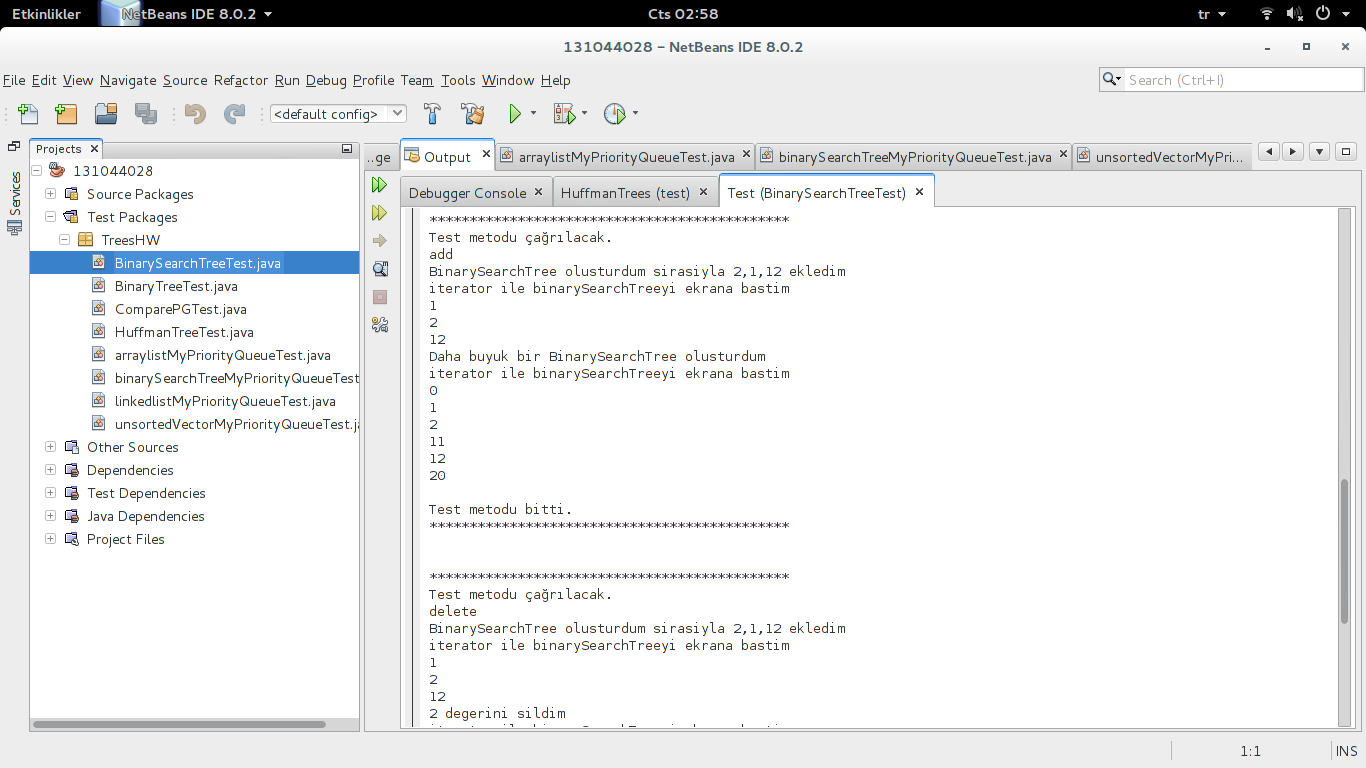 Etkinlikler NetBeans IDE 8.0.2 Cts 02:58 tr
131044028 – NetBeans IDE 8.0.2
File Edit View Navigate Source Refactor Run Debug Profile Team Tools Window Help Search (Ctrl+I)
<default config>
Projects
Services
131044028
Source Packages
Test Packages
TreesHW
BinarySearchTreeTest.java
BinaryTreeTest.java
ComparePGTest.java
HuffmanTreeTest.java
arraylistMyPriorityQueueTest.java
binarySearchTreeMyPriorityQueueTest
linkedlistMyPriorityQueueTest.java
unsortedVectorMyPriorityQueueTest.ja
Other Sources
Dependencies
Test Dependencies
Java Dependencies
Project Files
...ge Output arraylistMyPriorityQueueTest.java binarySearchTreeMyPriorityQueueTest.java unsortedVectorMyPri...
Debugger Console HuffmanTrees (test) Test (BinarySearchTreeTest)
*********************************************
Test metodu çağrılacak.
add
BinarySearchTree olusturdum sirasiyla 2,1,12 ekledim
iterator ile binarySearchTreeyi ekrana bastim
1
2
12
Daha buyuk bir BinarySearchTree olusturdum
iterator ile binarySearchTreeyi ekrana bastim
0
1
2
11
12
20
Test metodu bitti.
*********************************************
*********************************************
Test metodu çağrılacak.
delete
BinarySearchTree olusturdum sirasiyla 2,1,12 ekledim
iterator ile binarySearchTreeyi ekrana bastim
1
2
12
2 degerini sildim
1:1 INS